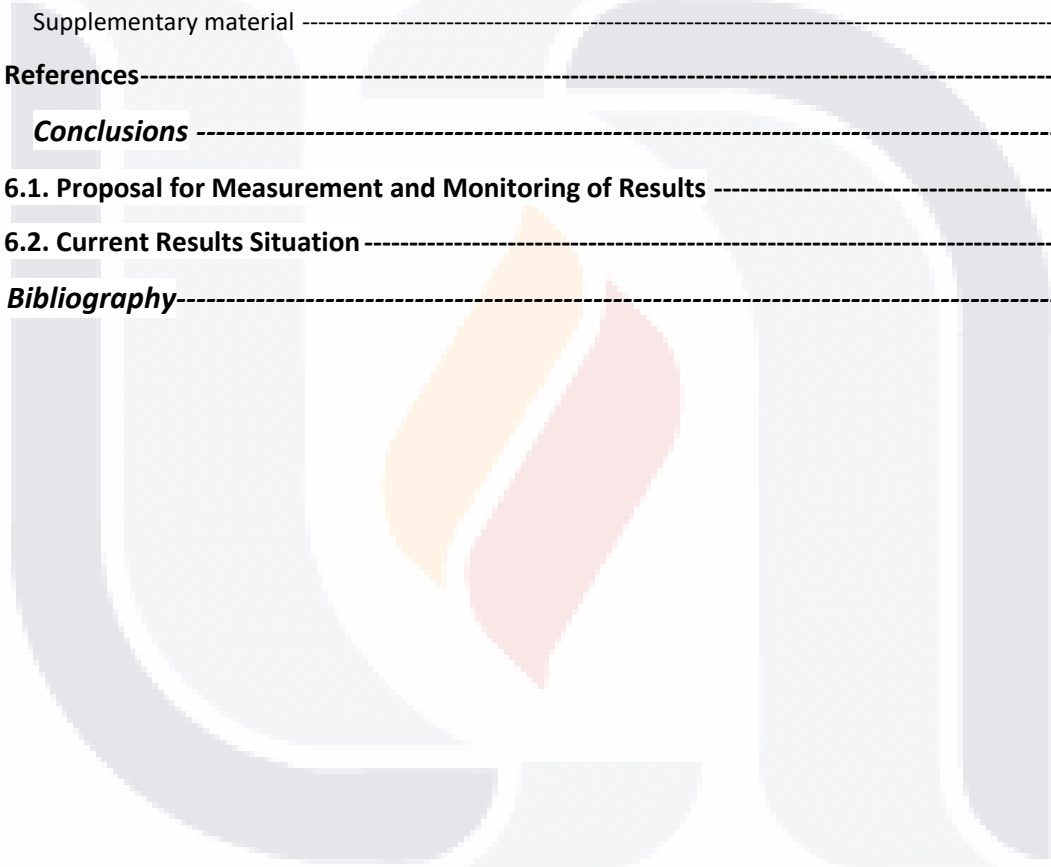 Supplementary material ----------------------------------------------------------------------------------------------------
References-----------------------------------------------------------------------------------------------------
Conclusions -----------------------------------------------------------------------------------------
6.1. Proposal for Measurement and Monitoring of Results --------------------------------------
6.2. Current Results Situation----------------------------------------------------------------------------
Bibliography-------------------------------------------------------------------------------------------